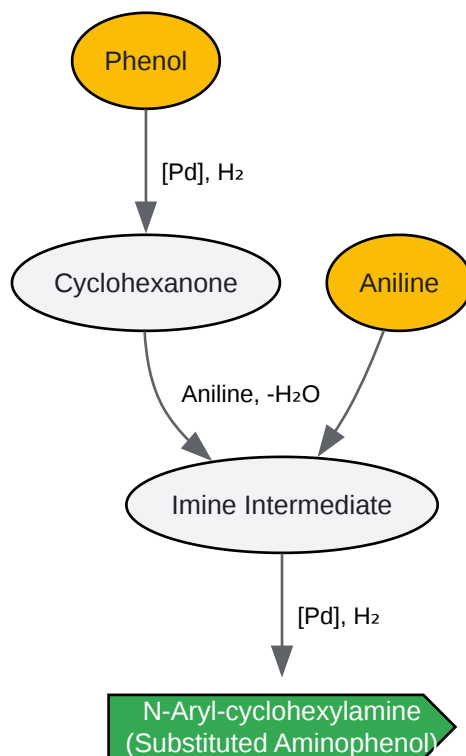 Phenol
[Pd], H₂
Cyclohexanone
Aniline
Aniline, -H₂O
Imine Intermediate
[Pd], H₂
N-Aryl-cyclohexylamine
(Substituted Aminophenol)